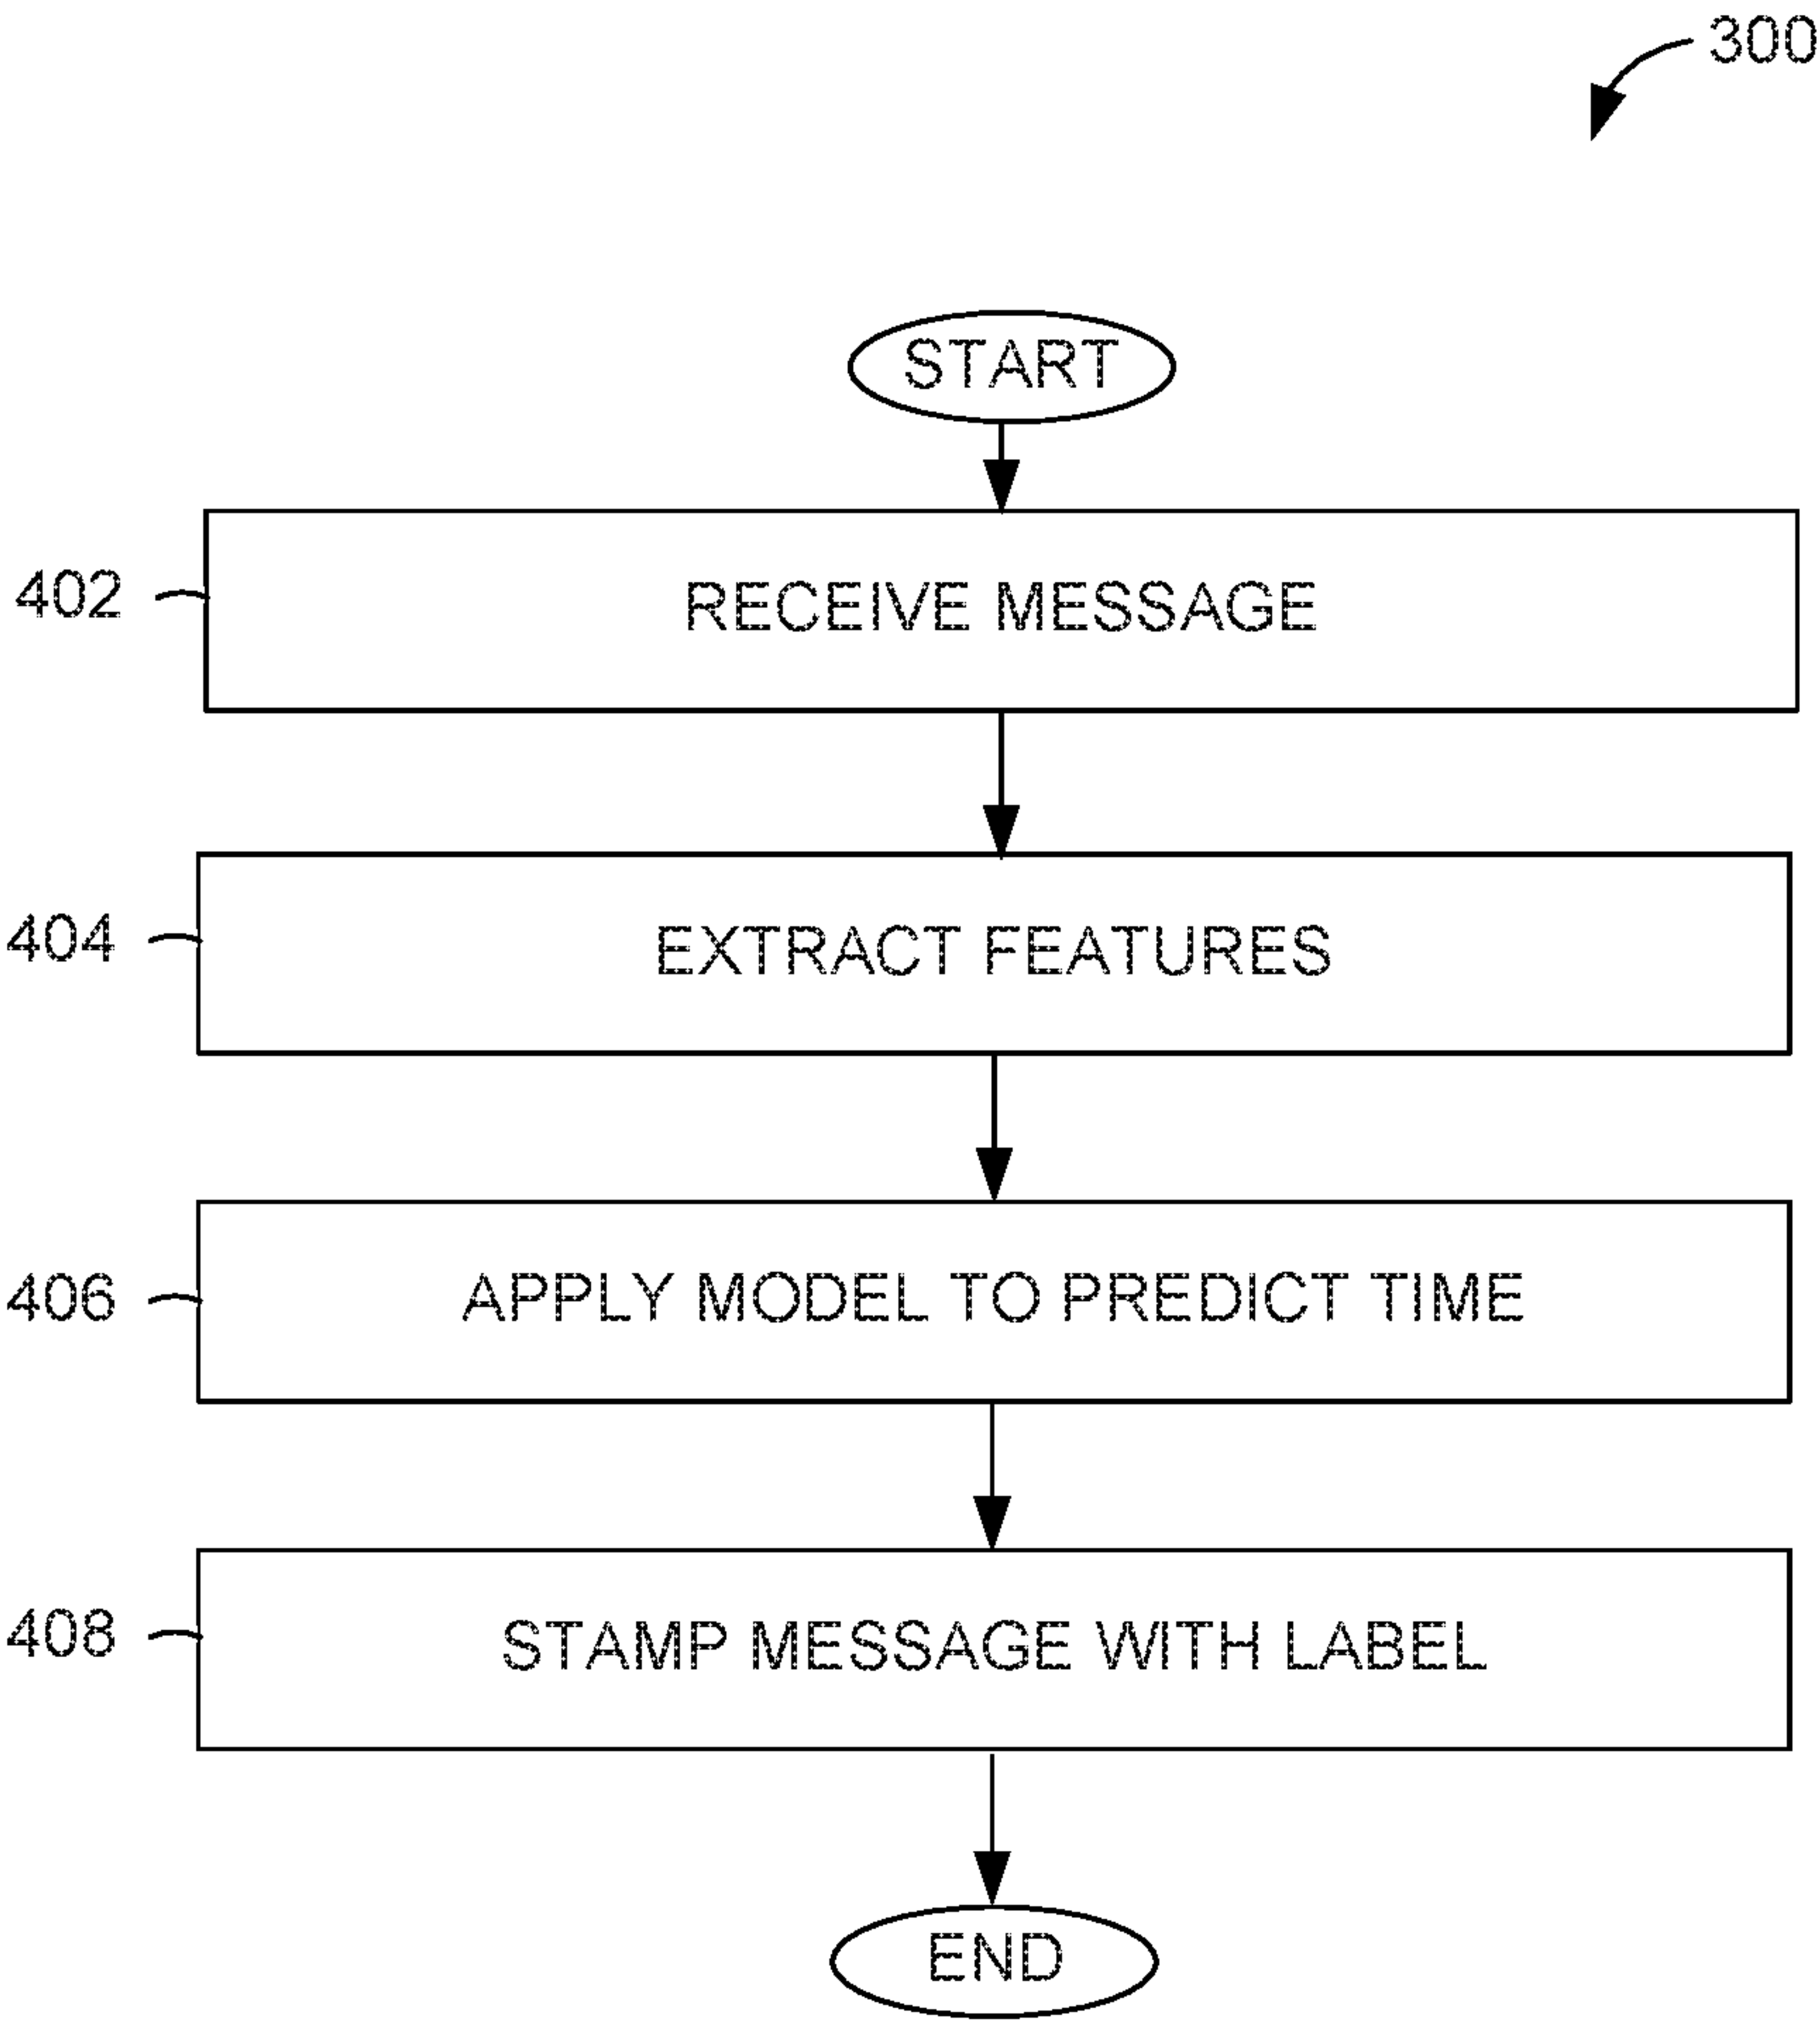 300
START
402
RECEIVE MESSAGE
404
EXTRACT FEATURES
406
APPLY MODEL TO PREDICT TIME
408
STAMP MESSAGE WITH LABEL
END